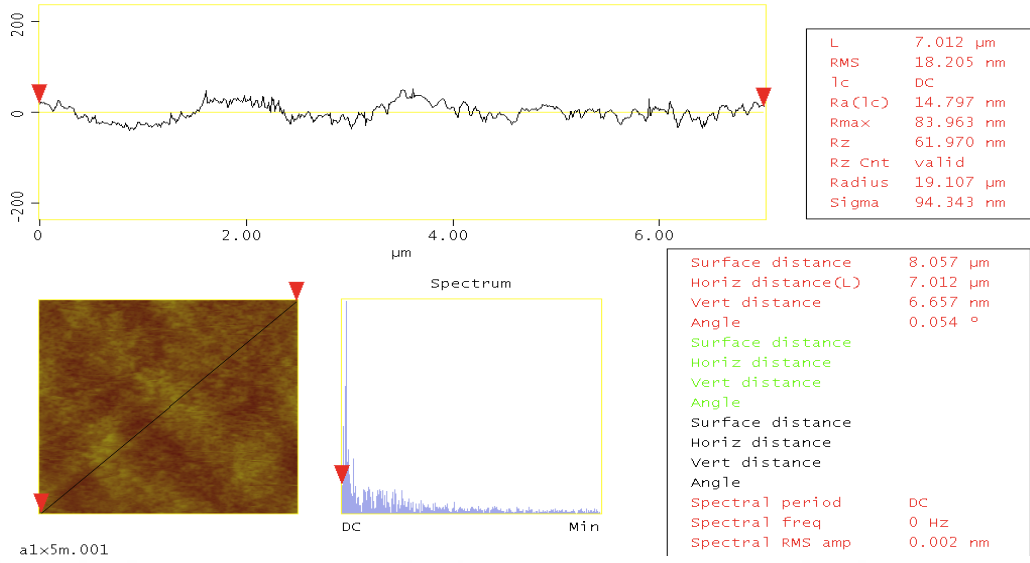 200
0
-200
0 2.00 4.00 6.00
µm
L 7.012 µm
RMS 18.205 nm
lc DC
Ra(lc) 14.797 nm
Rmax 83.963 nm
Rz 61.970 nm
Rz Cnt valid
Radius 19.107 µm
Sigma 94.343 nm
Spectrum
DC Min
Surface distance 8.057 µm
Horiz distance(L) 7.012 µm
Vert distance 6.657 nm
Angle 0.054 º
Surface distance
Horiz distance
Vert distance
Angle
Surface distance
Horiz distance
Vert distance
Angle
Spectral period DC
Spectral freq 0 Hz
Spectral RMS amp 0.002 nm
a1x5m.001